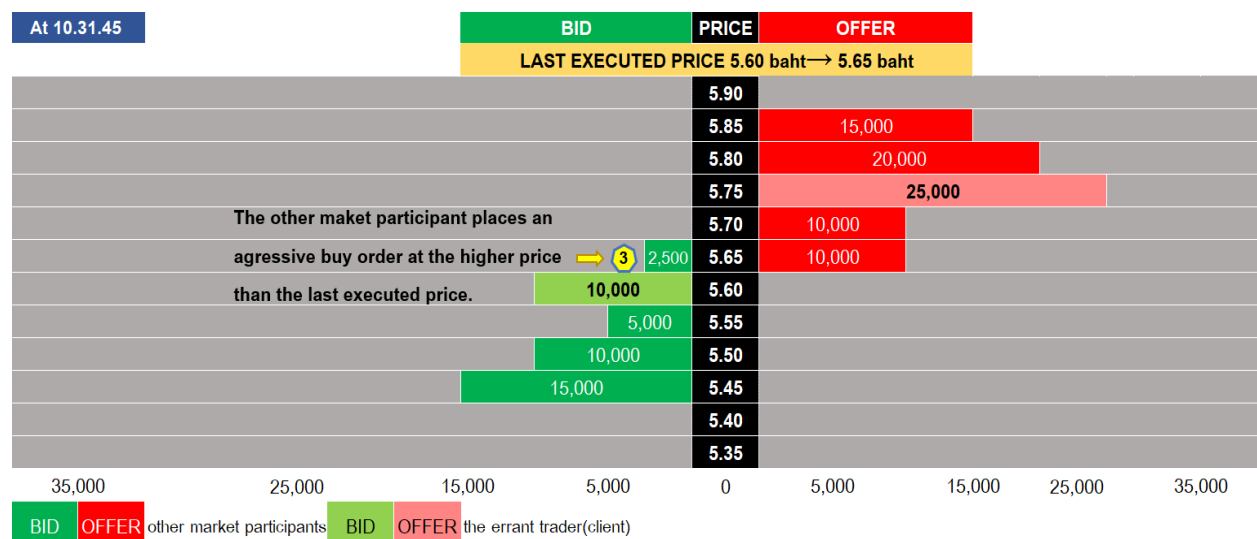 At 10.31.45
BID PRICE OFFER
LAST EXECUTED PRICE 5.60 baht→ 5.65 baht
5.90
5.85 15,000
5.80 20,000
5.75 25,000
The other maket participant places an 5.70 10,000
agressive buy order at the higher price 3 2,500 5.65 10,000
than the last executed price. 10,000 5.60
5,000 5.55
10,000 5.50
15,000 5.45
5.40
5.35
35,000 25,000 15,000 5,000 0 5,000 15,000 25,000 35,000
BID OFFER other market participants BID OFFER the errant trader(client)